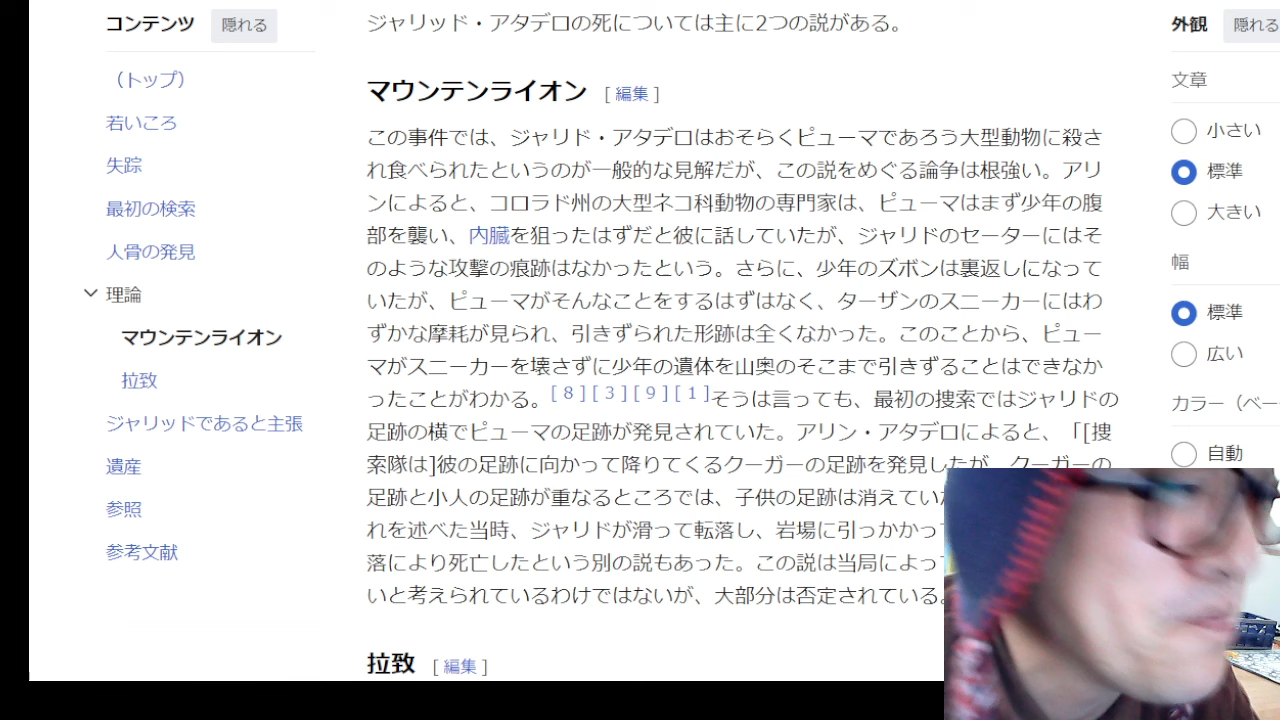 コンテンツ 隠れる
（トップ）
若いころ
失踪
最初の検索
人骨の発見
理論
マウンテンライオン
拉致
ジャリッドであると主張
遺産
参照
参考文献
ジャリッド・アタデロの死については主に2つの説がある。
マウンテンライオン [ 編集 ]
この事件では、ジャリド・アタデロはおそらくピューマであろう大型動物に殺さ
れ食べられたというのが一般的な見解だが、この説をめぐる論争は根強い。アリ
ンによると、コロラド州の大型ネコ科動物の専門家は、ピューマはまず少年の腹
部を襲い、内臓を狙ったはずだと彼に話していたが、ジャリドのセーターにはそ
のような攻撃の痕跡はなかったという。さらに、少年のズボンは裏返しになって
いたが、ピューマがそんなことをするはずはなく、ターザンのスニーカーにはわ
ずかな摩耗が見られ、引きずられた形跡は全くなかった。このことから、ピュー
マがスニーカーを壊さずに少年の遺体を山奥のそこまで引きずることはできなか
ったことがわかる。[ 8 ] [ 3 ] [ 9 ] [ 1 ]そうは言っても、最初の捜索ではジャリドの
足跡の横でピューマの足跡が発見されていた。アリン・アタデロによると、「[捜
索隊は]彼の足跡に向かって降りてくるクーガーの足跡を発見したが、クーガーの
足跡と小人の足跡が重なるところでは、子供の足跡は消えてい
れを述べた当時、ジャリドが滑って転落し、岩場に引っかかっ
落により死亡したという別の説もあった。この説は当局によっ
いと考えられているわけではないが、大部分は否定されている。
拉致 [ 編集 ]
外観 隠れる
文章
小さい
標準
大きい
幅
標準
広い
カラー（ベー
自動